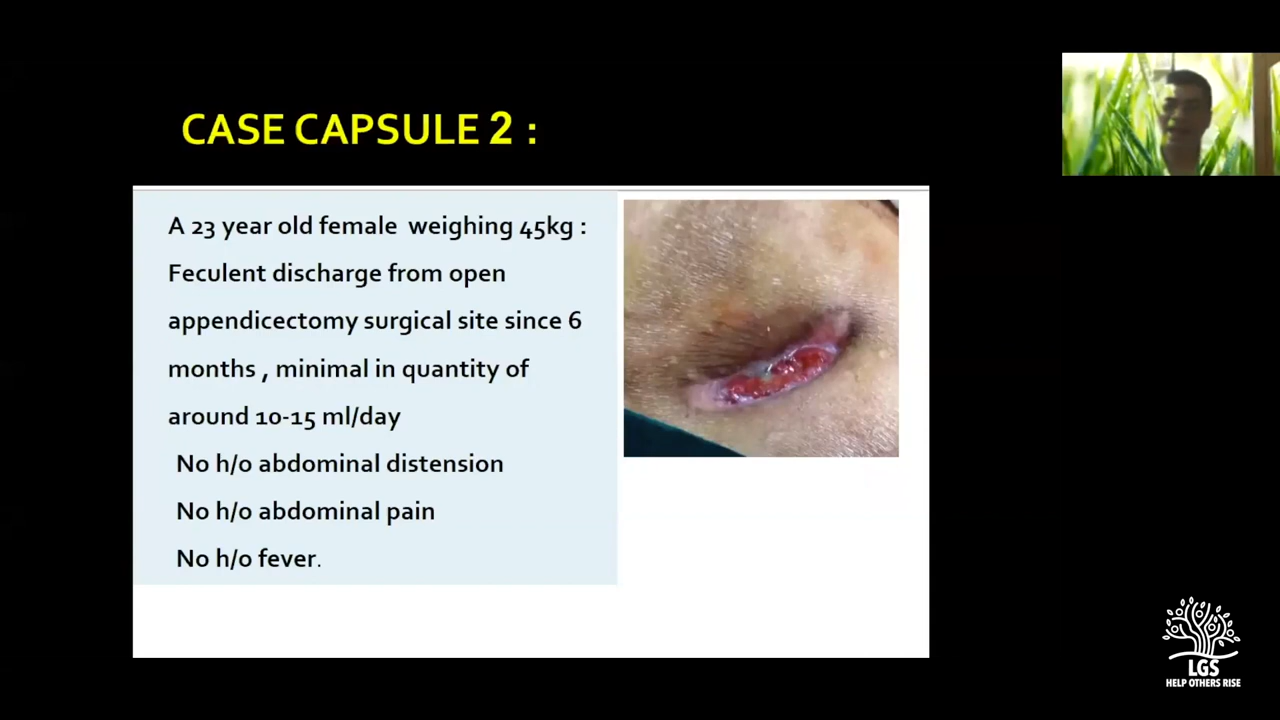 CASE CAPSULE 2 :
A 23 year old female weighing 45kg :
Feculent discharge from open
appendicectomy surgical site since 6
months , minimal in quantity of
around 10-15 ml/day
No h/o abdominal distension
No h/o abdominal pain
No h/o fever.
LGS
HELP OTHERS RISE